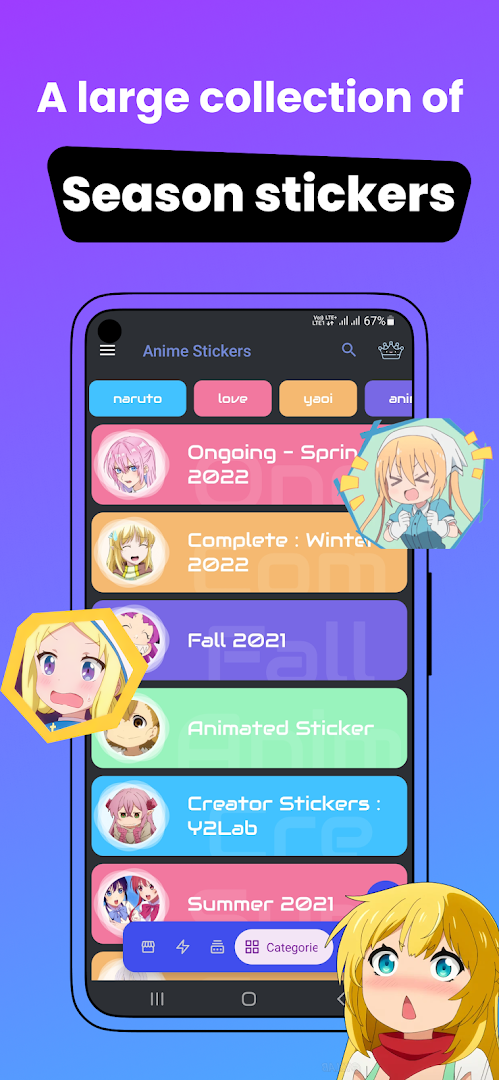 A large collection of
Season stickers
67%
Anime Stickers
naruto
love
yaoi
Ongoing - Sprin
2022
Complete : Winter
2022
Fall 2021
Animated Sticker
Creator Stickers :
Y2Lab
Summer 2021
Categorie